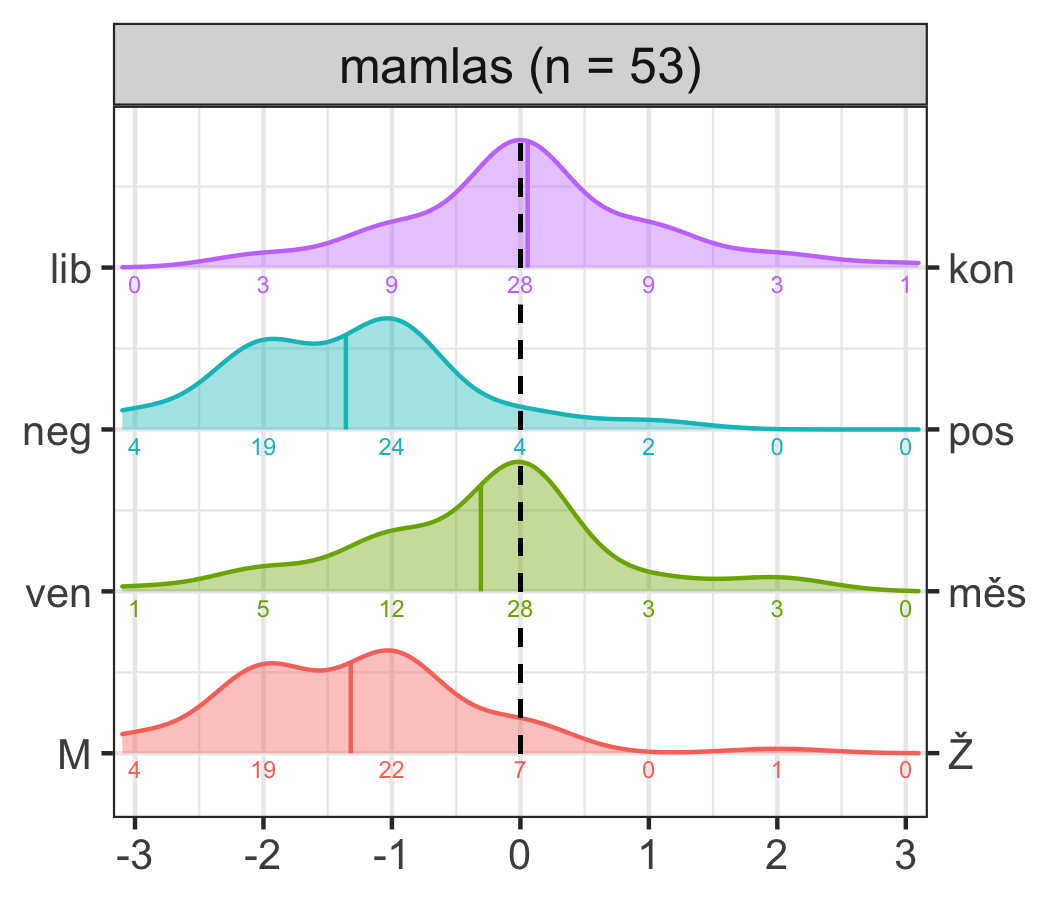 mamlas (n = 53)
lib kon
0 3 9 28 9 3 1
neg pos
4 19 24 4 2 0 0
ven měs
1 5 12 28 3 3 0
M Ž
4 19 22 7 0 1 0
-3 -2 -1 0 1 2 3